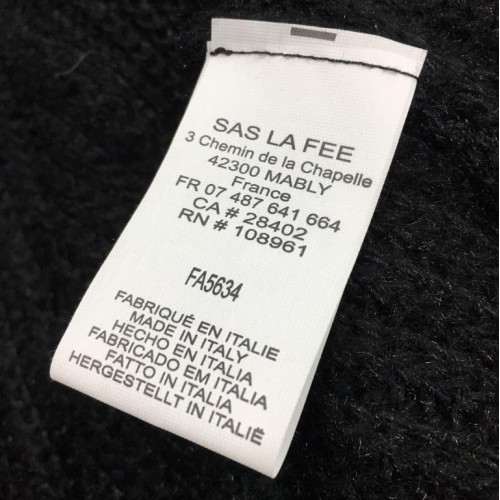 SAS LA FEE
3 Chemin de la Chapelle
42300 MABLY
France
FR 07 487 641 664
CA # 28402
RN # 108961
FA5634
FABRIQUÉ EN ITALIE
MADE IN ITALY
HECHO EN ITALIA
FABRICADO EM ITALIA
FATTO IN ITALIA
HERGESTELLT IN ITALIË